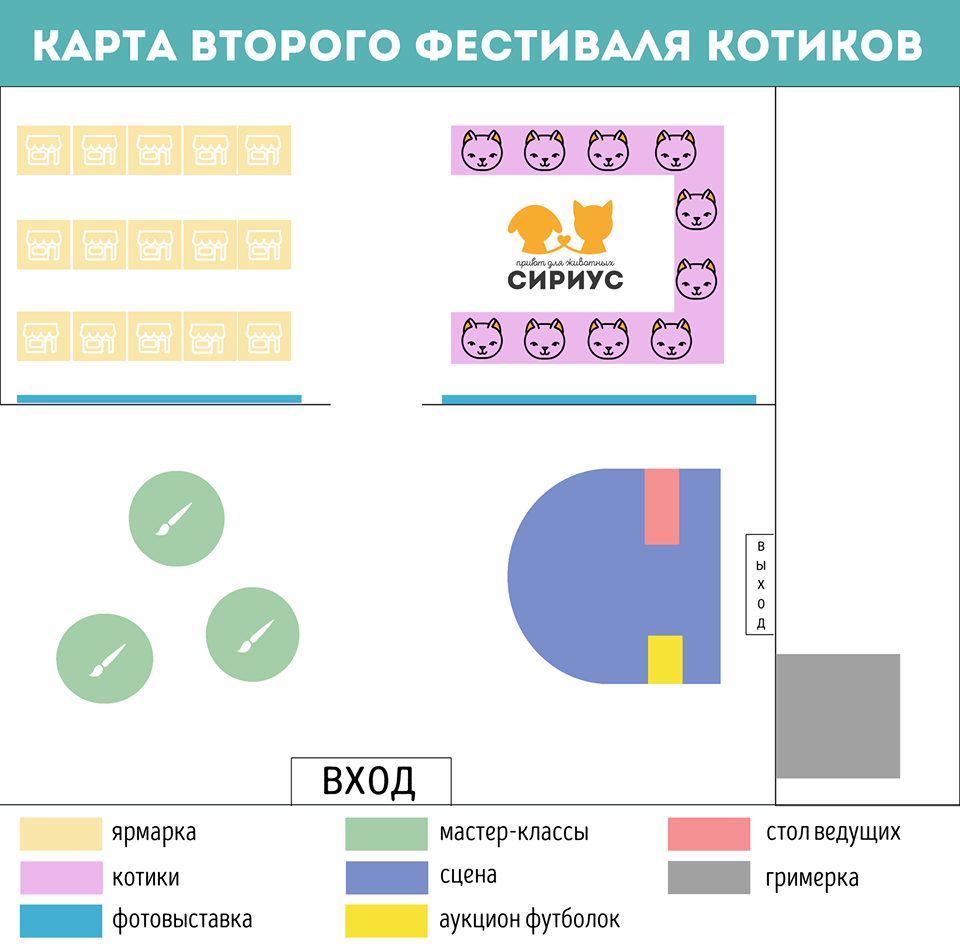 КАРТА ВТОРОГО ФЕСТИВАЛЯ КОТИКОВ
приют для животных
СИРИУС
ВЫХОД
ВХОД
ярмарка
котики
фотовыставка
мастер-классы
сцена
аукцион футболок
стол ведущих
гримерка